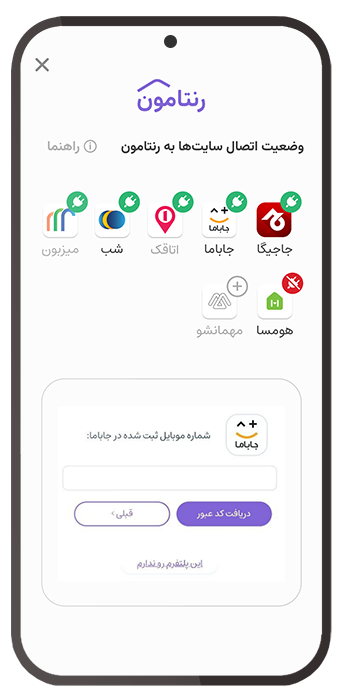 رنتامون
وضعیت اتصال سایت‌ها به رنتامون
راهنما
جاباما
جاجیگا
جاباما
اتاقک
شب
میزبون
هومسا
مهمانشو
جاباما
شماره موبایل ثبت شده در جاباما:
دریافت کد عبور
قبلی >
این پلتفرم رو ندارم